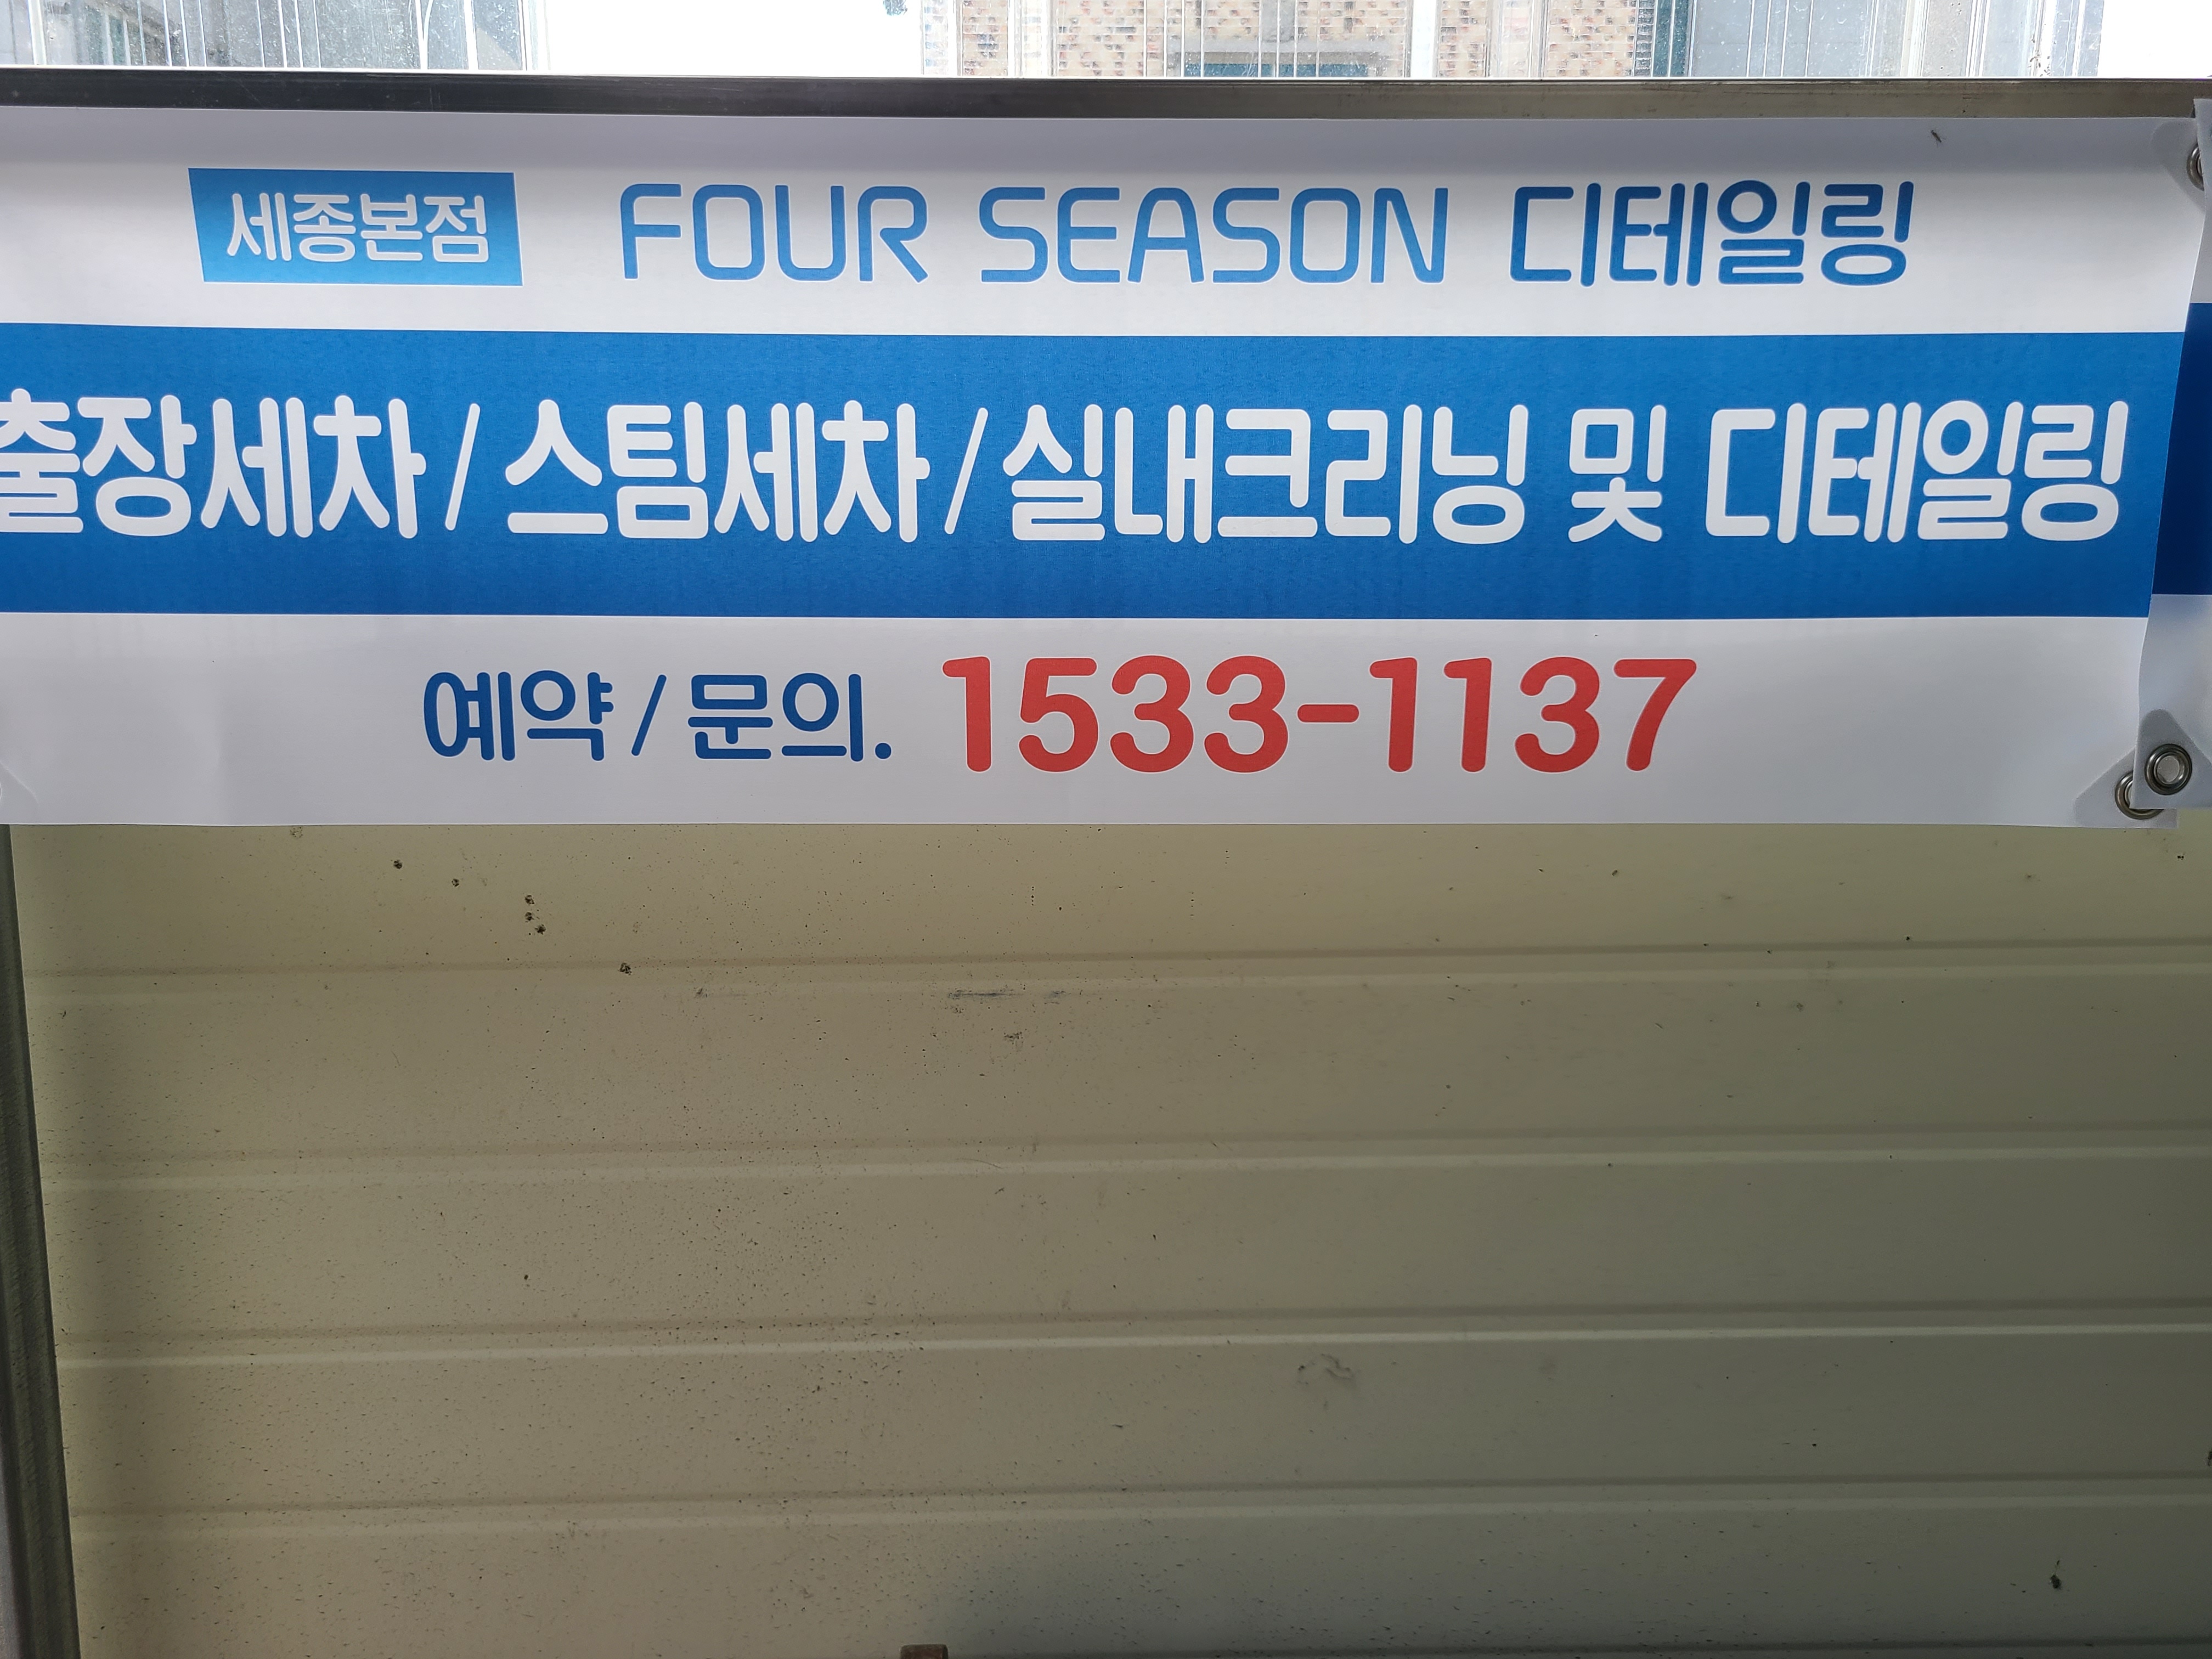 세종본점 FOUR SEASON 디테일링
출장세차 / 스팀세차 / 실내크리닝 및 디테일링
예약 / 문의. 1533-1137